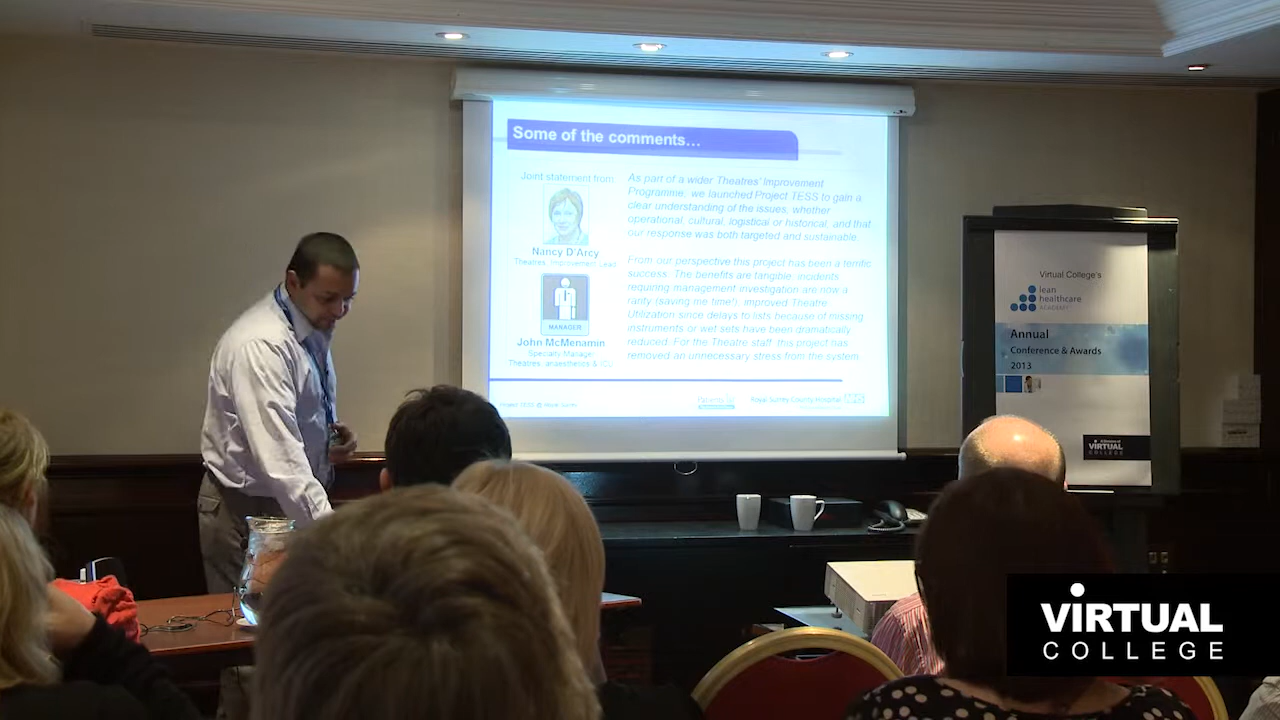 Some of the comments...
Joint statement from
Nancy D'Arcy
Theatres, Improvement Lead
MANAGER
John McMenamin
Specialty Manager
Theatres, anaesthesia & ICU
As part of a wider Theatres' Improvement
Programme, we launched Project TESS to gain a
clear understanding of the issues, whether
operational, cultural, logistical or historical, and that
our response was both targeted and sustainable.
From our perspective this project has been a terrific
success. The benefits are tangible, incidents
requiring management investigation are now a
rarity (saving me time!), improved Theatre
Utilization since delays to lists because of missing
instruments or wet sets have been dramatically
reduced. For the Theatre staff, this project has
removed an unnecessary stress from the system.
Project TESS @ Royal Surrey
Royal Surrey County Hospital NHS
Virtual College's
lean
healthcare
ACADEMY
Annual
Conference & Awards
2013
VIRTUAL
COLLEGE
VIRTUAL
COLLEGE